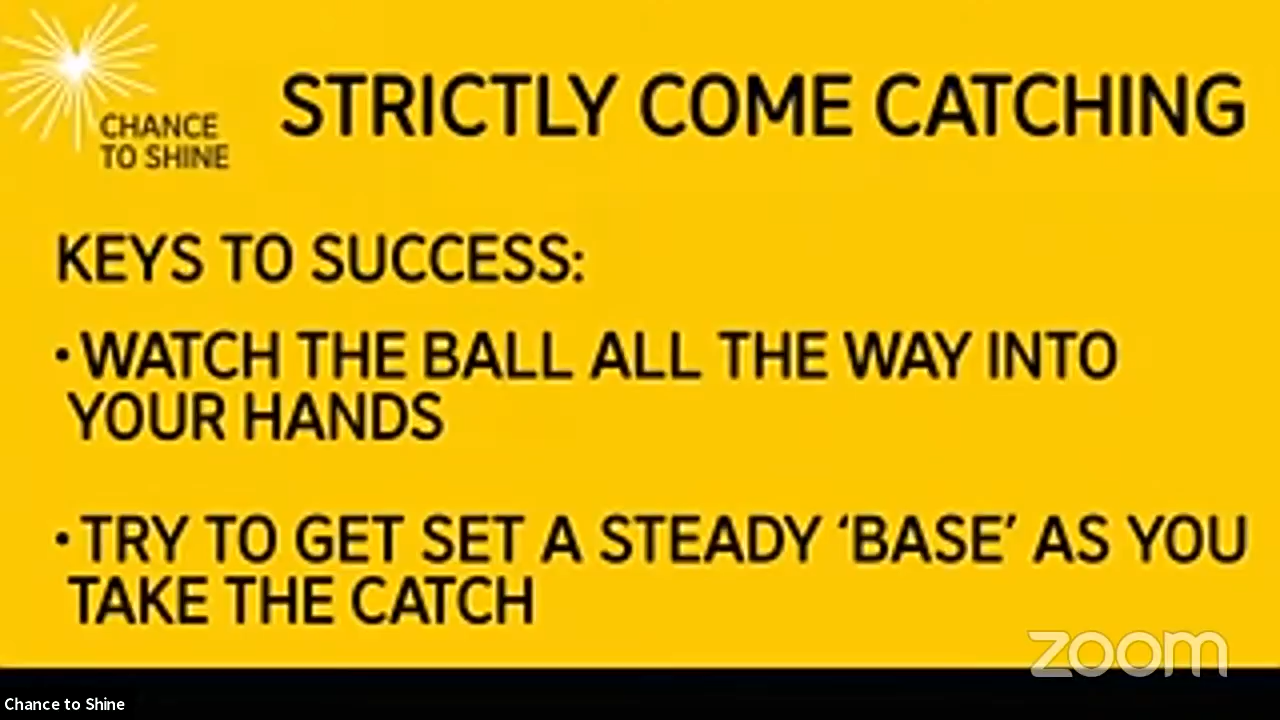 CHANCE
TO SHINE
STRICTLY COME CATCHING
KEYS TO SUCCESS:
• WATCH THE BALL ALL THE WAY INTO
YOUR HANDS
• TRY TO GET SET A STEADY ‘BASE’ AS YOU
TAKE THE CATCH
zoom
Chance to Shine